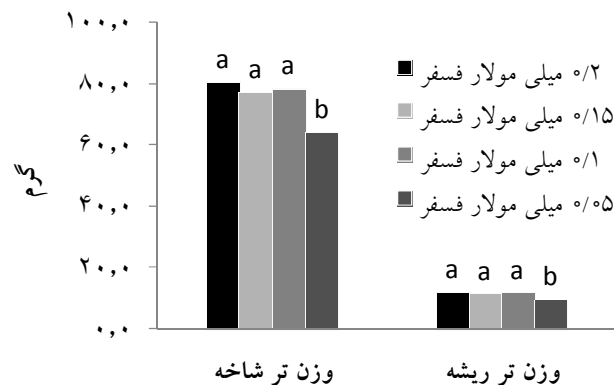 ۱۰۰,۰
۸۰,۰
۶۰,۰
۴۰,۰
۲۰,۰
۰,۰
گرم
a a a b
a a a b
۰/۲ میلی مولار فسفر
۰/۱۵ میلی مولار فسفر
۰/۱ میلی مولار فسفر
۰/۰۵ میلی مولار فسفر
وزن تر شاخه
وزن تر ریشه